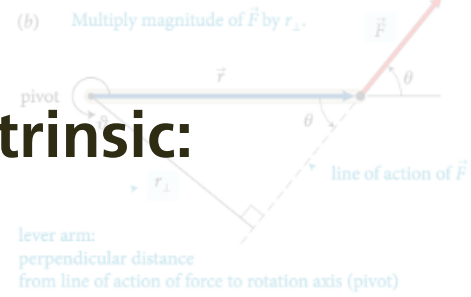 (b) Multiply magnitude of F⃗ by r⊥.
F⃗
r⃗
θ
pivot
trinsic:
θ
line of action of F⃗
r⊥
lever arm:
perpendicular distance
from line of action of force to rotation axis (pivot)